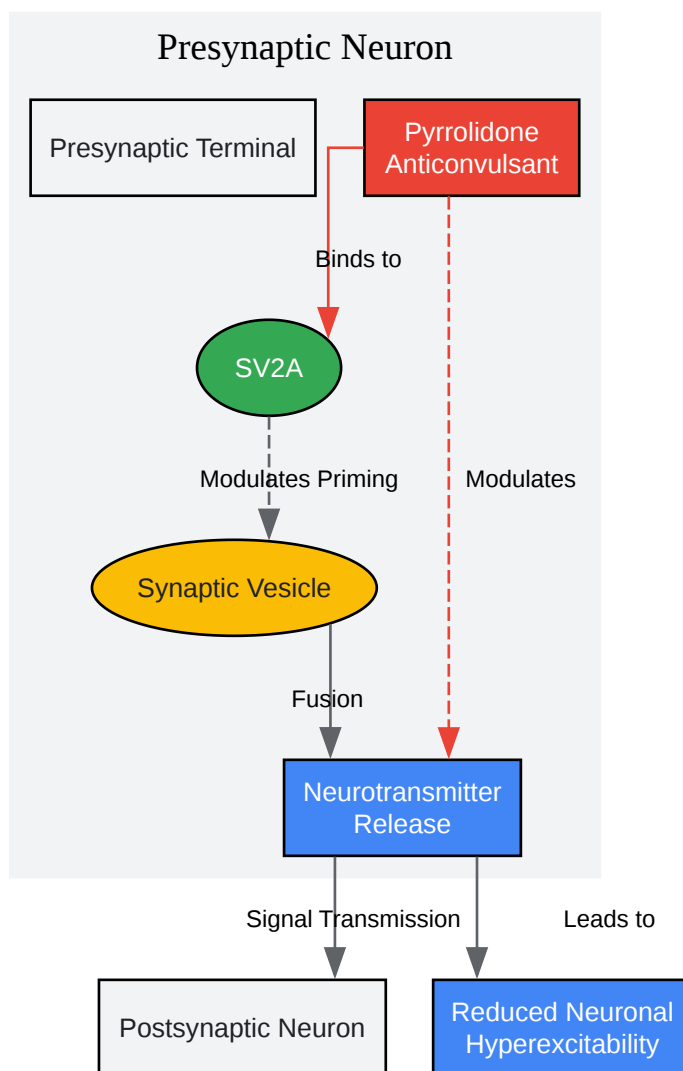 Presynaptic Neuron
Presynaptic Terminal
Pyrrolidone
Anticonvulsant
Binds to
SV2A
Modulates Priming
Modulates
Synaptic Vesicle
Fusion
Neurotransmitter
Release
Signal Transmission
Leads to
Postsynaptic Neuron
Reduced Neuronal
Hyperexcitability